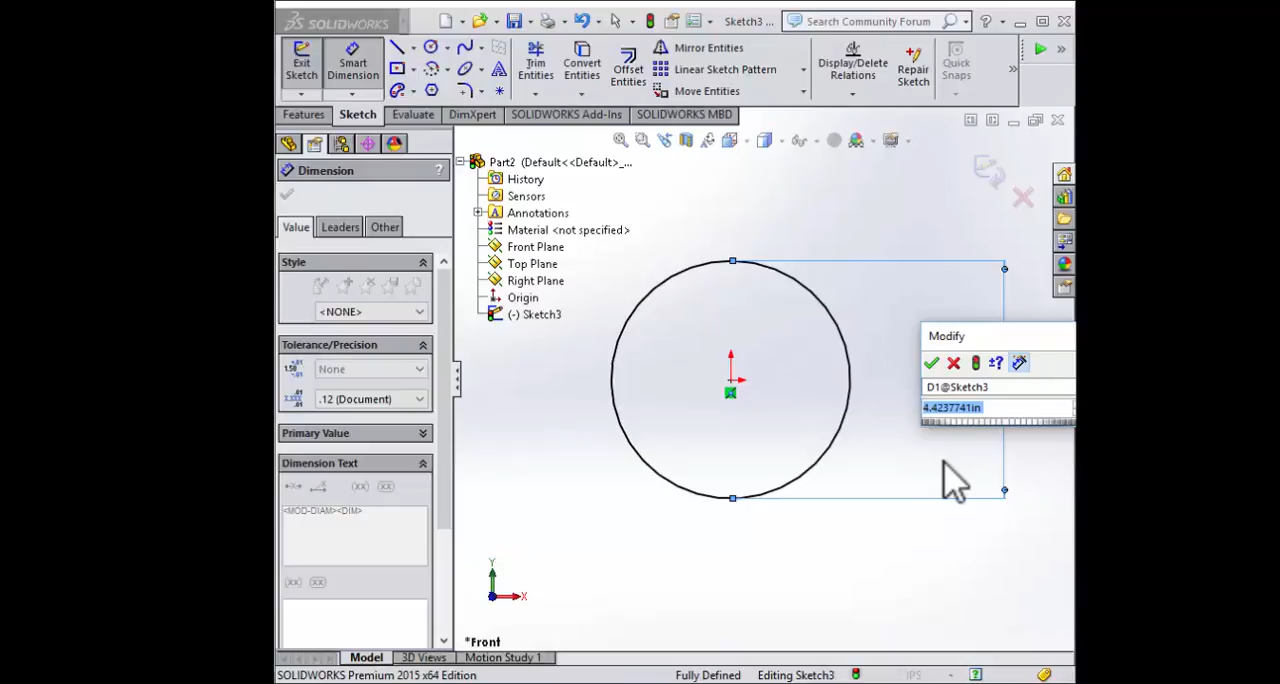 SOLIDWORKS
Sketch3 ...
Search Community Forum
?
Exit Sketch
Smart Dimension
Trim Entities
Convert Entities
Offset Entities
Mirror Entities
Linear Sketch Pattern
Move Entities
Display/Delete Relations
Repair Sketch
Quick Snaps
Features
Sketch
Evaluate
DimXpert
SOLIDWORKS Add-Ins
SOLIDWORKS MBD
Dimension
?
Value
Leaders
Other
Style
<NONE>
Tolerance/Precision
None
.12 (Document)
Primary Value
Dimension Text
<MOD-DIAM><DIM>
Part2 (Default<<Default>_...
History
Sensors
Annotations
Material <not specified>
Front Plane
Top Plane
Right Plane
Origin
(-) Sketch3
Modify
D1@Sketch3
4.4237741in
Y
X
*Front
Model
3D Views
Motion Study 1
SOLIDWORKS Premium 2015 x64 Edition
Fully Defined
Editing Sketch3
IPS